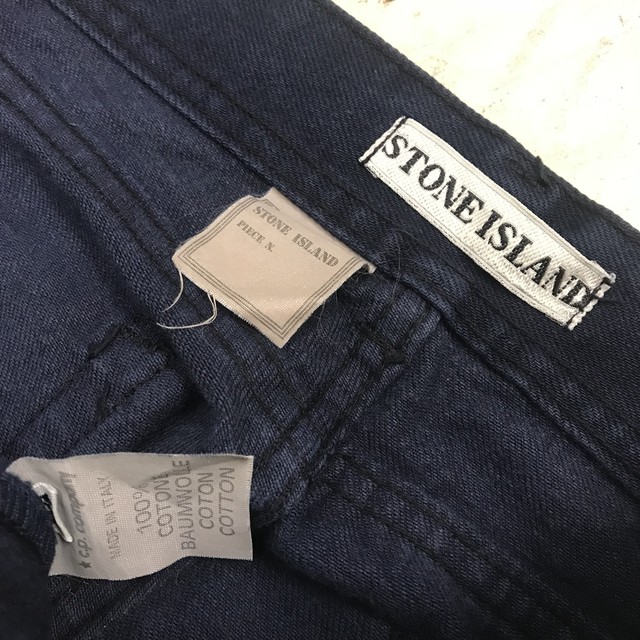 STONE ISLAND
STONE ISLAND
PIECE N.
100%
COTONE
BAUMWOLLE
COTON
COTTON
MADE IN ITALY
★ c.p. company